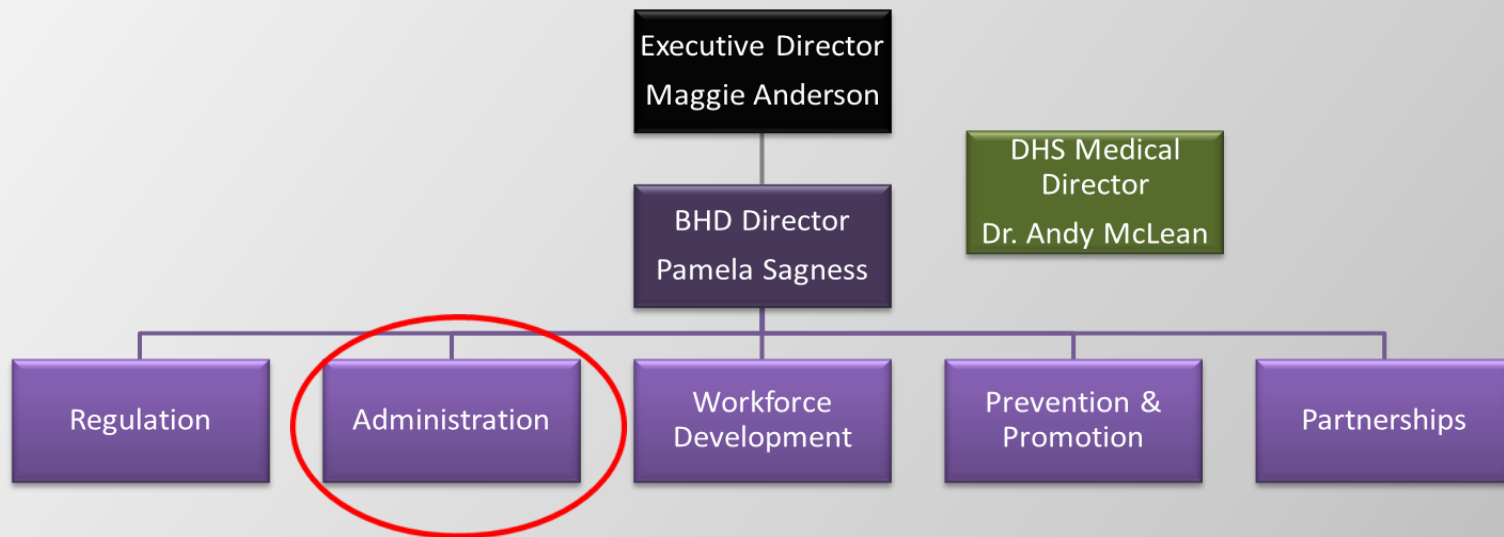 Executive Director
Maggie Anderson
DHS Medical
Director
Dr. Andy McLean
BHD Director
Pamela Sagness
Regulation
Administration
Workforce
Development
Prevention &
Promotion
Partnerships